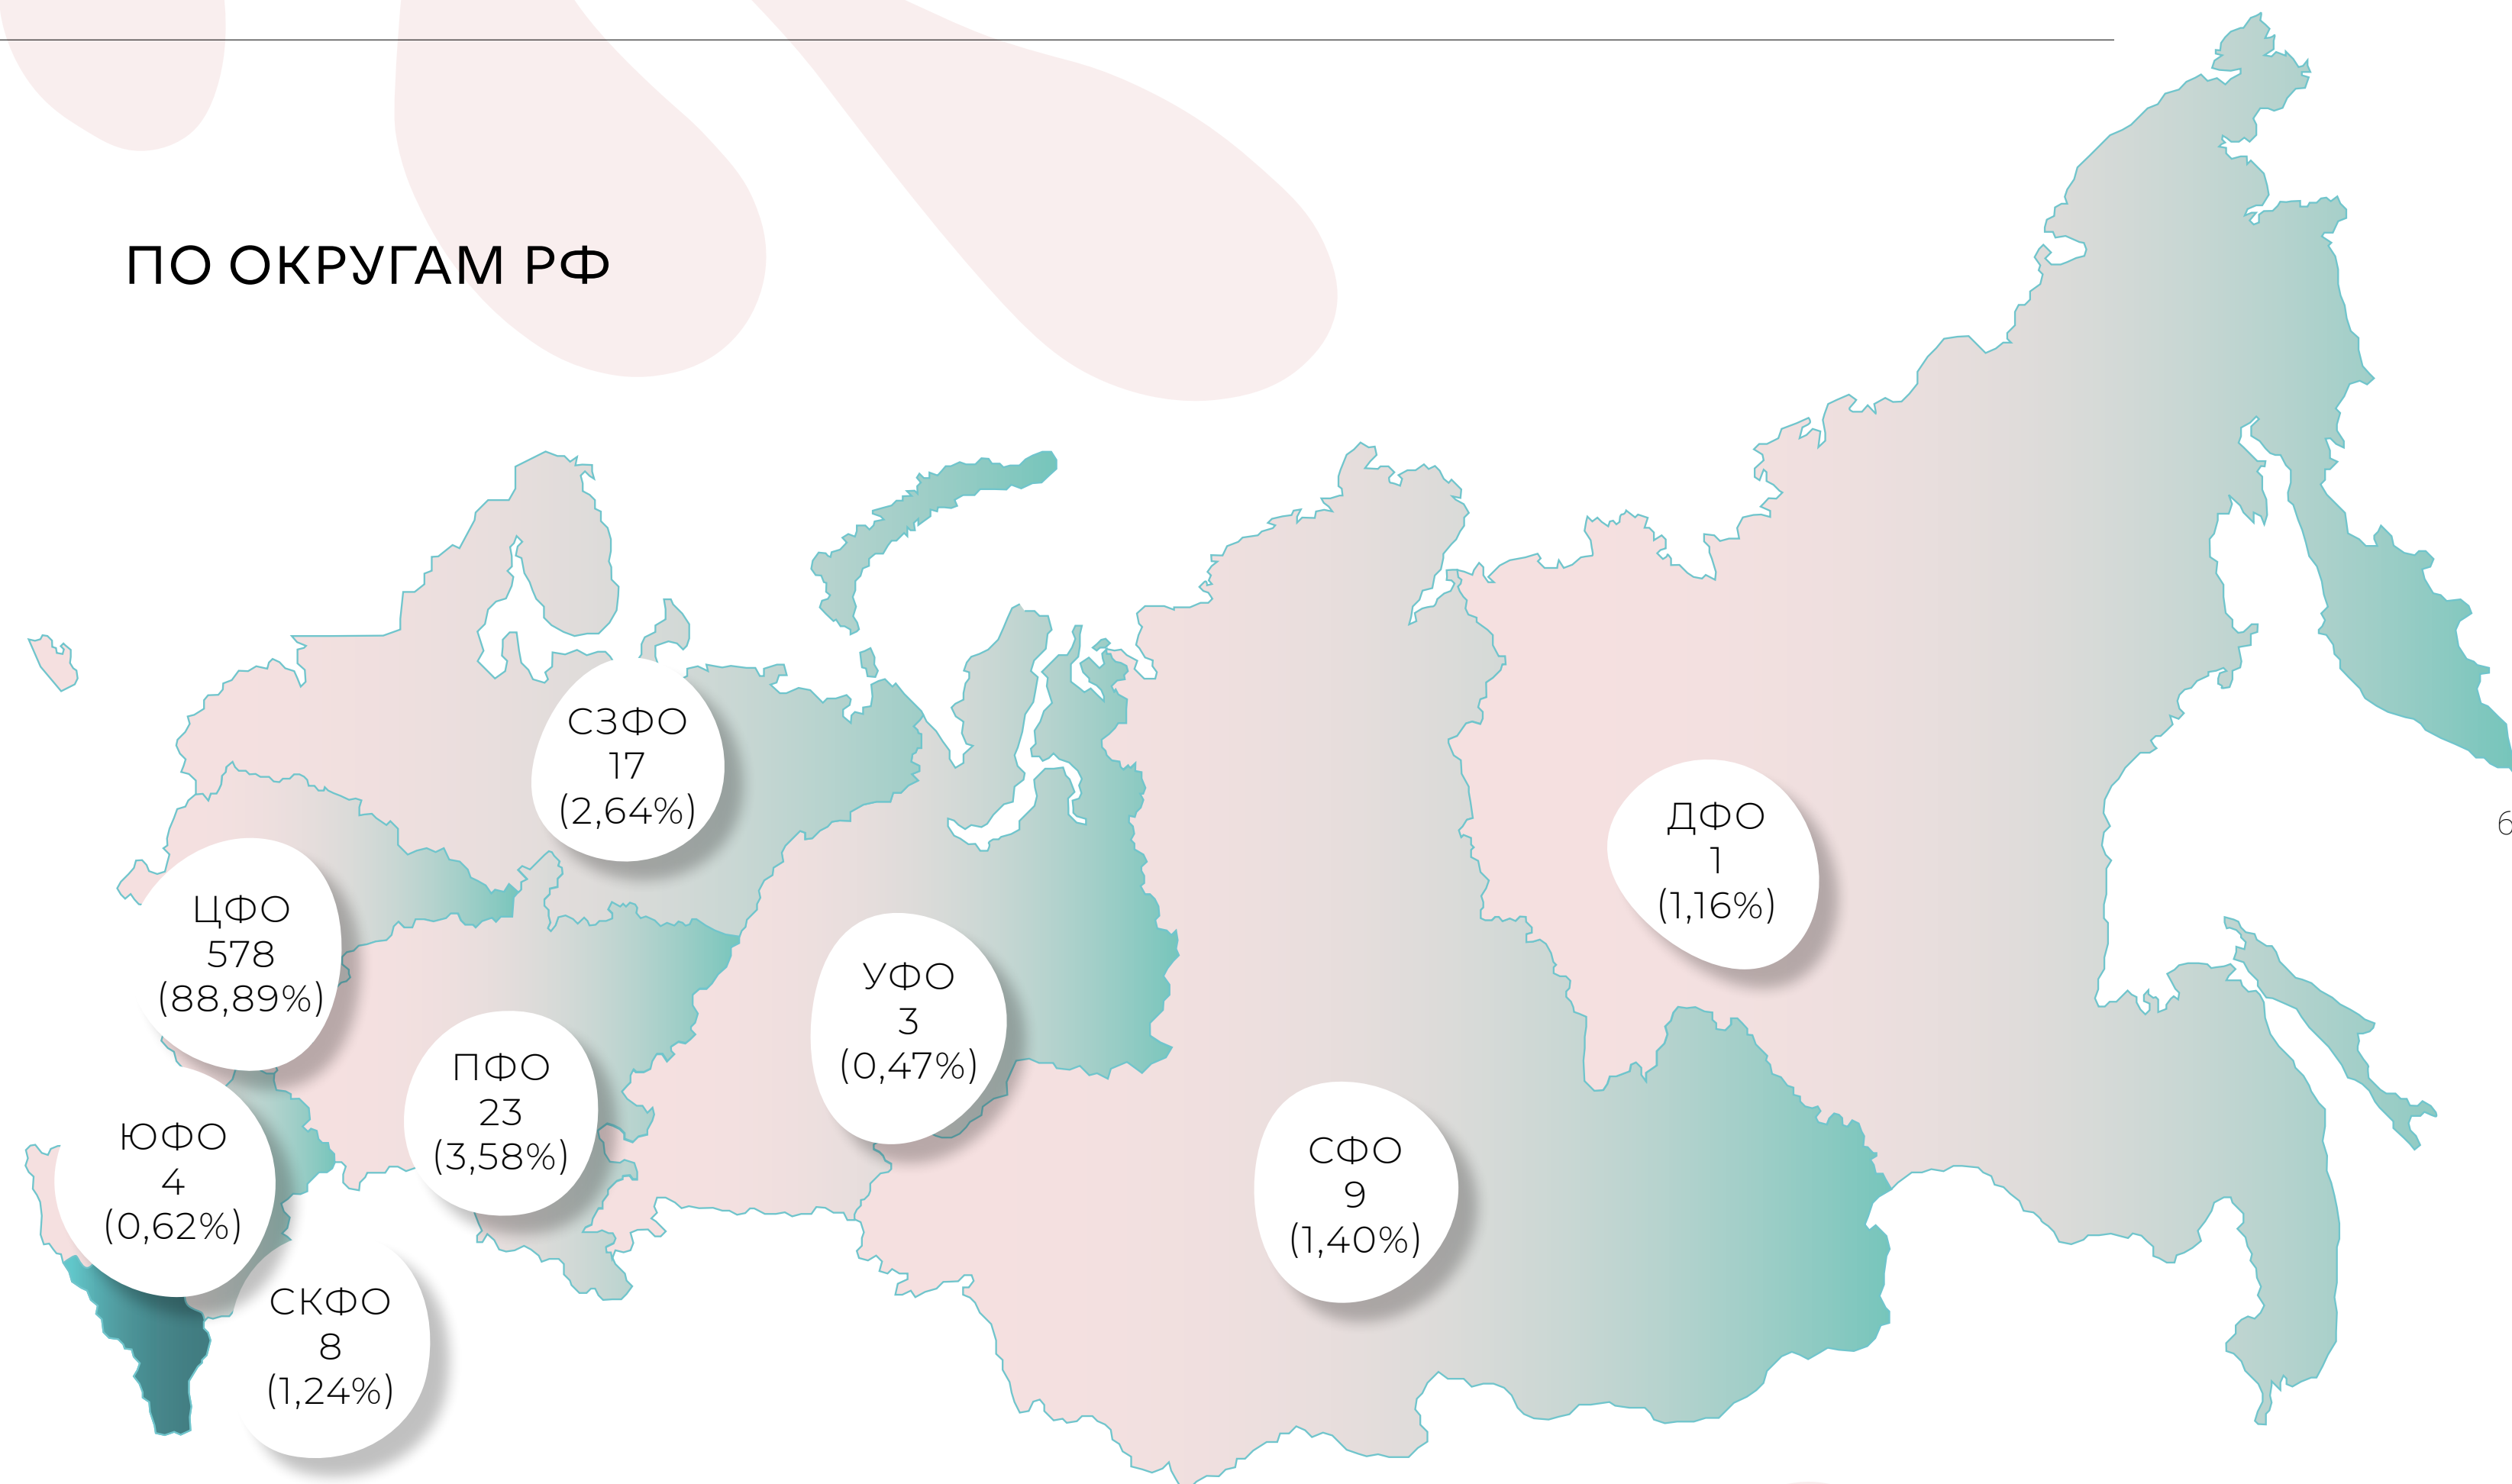 ПО ОКРУГАМ РФ
СЗФО
17
(2,64%)
ДФО
1
(1,16%)
6
ЦФО
578
(88,89%)
УФО
3
(0,47%)
ПФО
23
(3,58%)
ЮФО
4
(0,62%)
СФО
9
(1,40%)
СКФО
8
(1,24%)